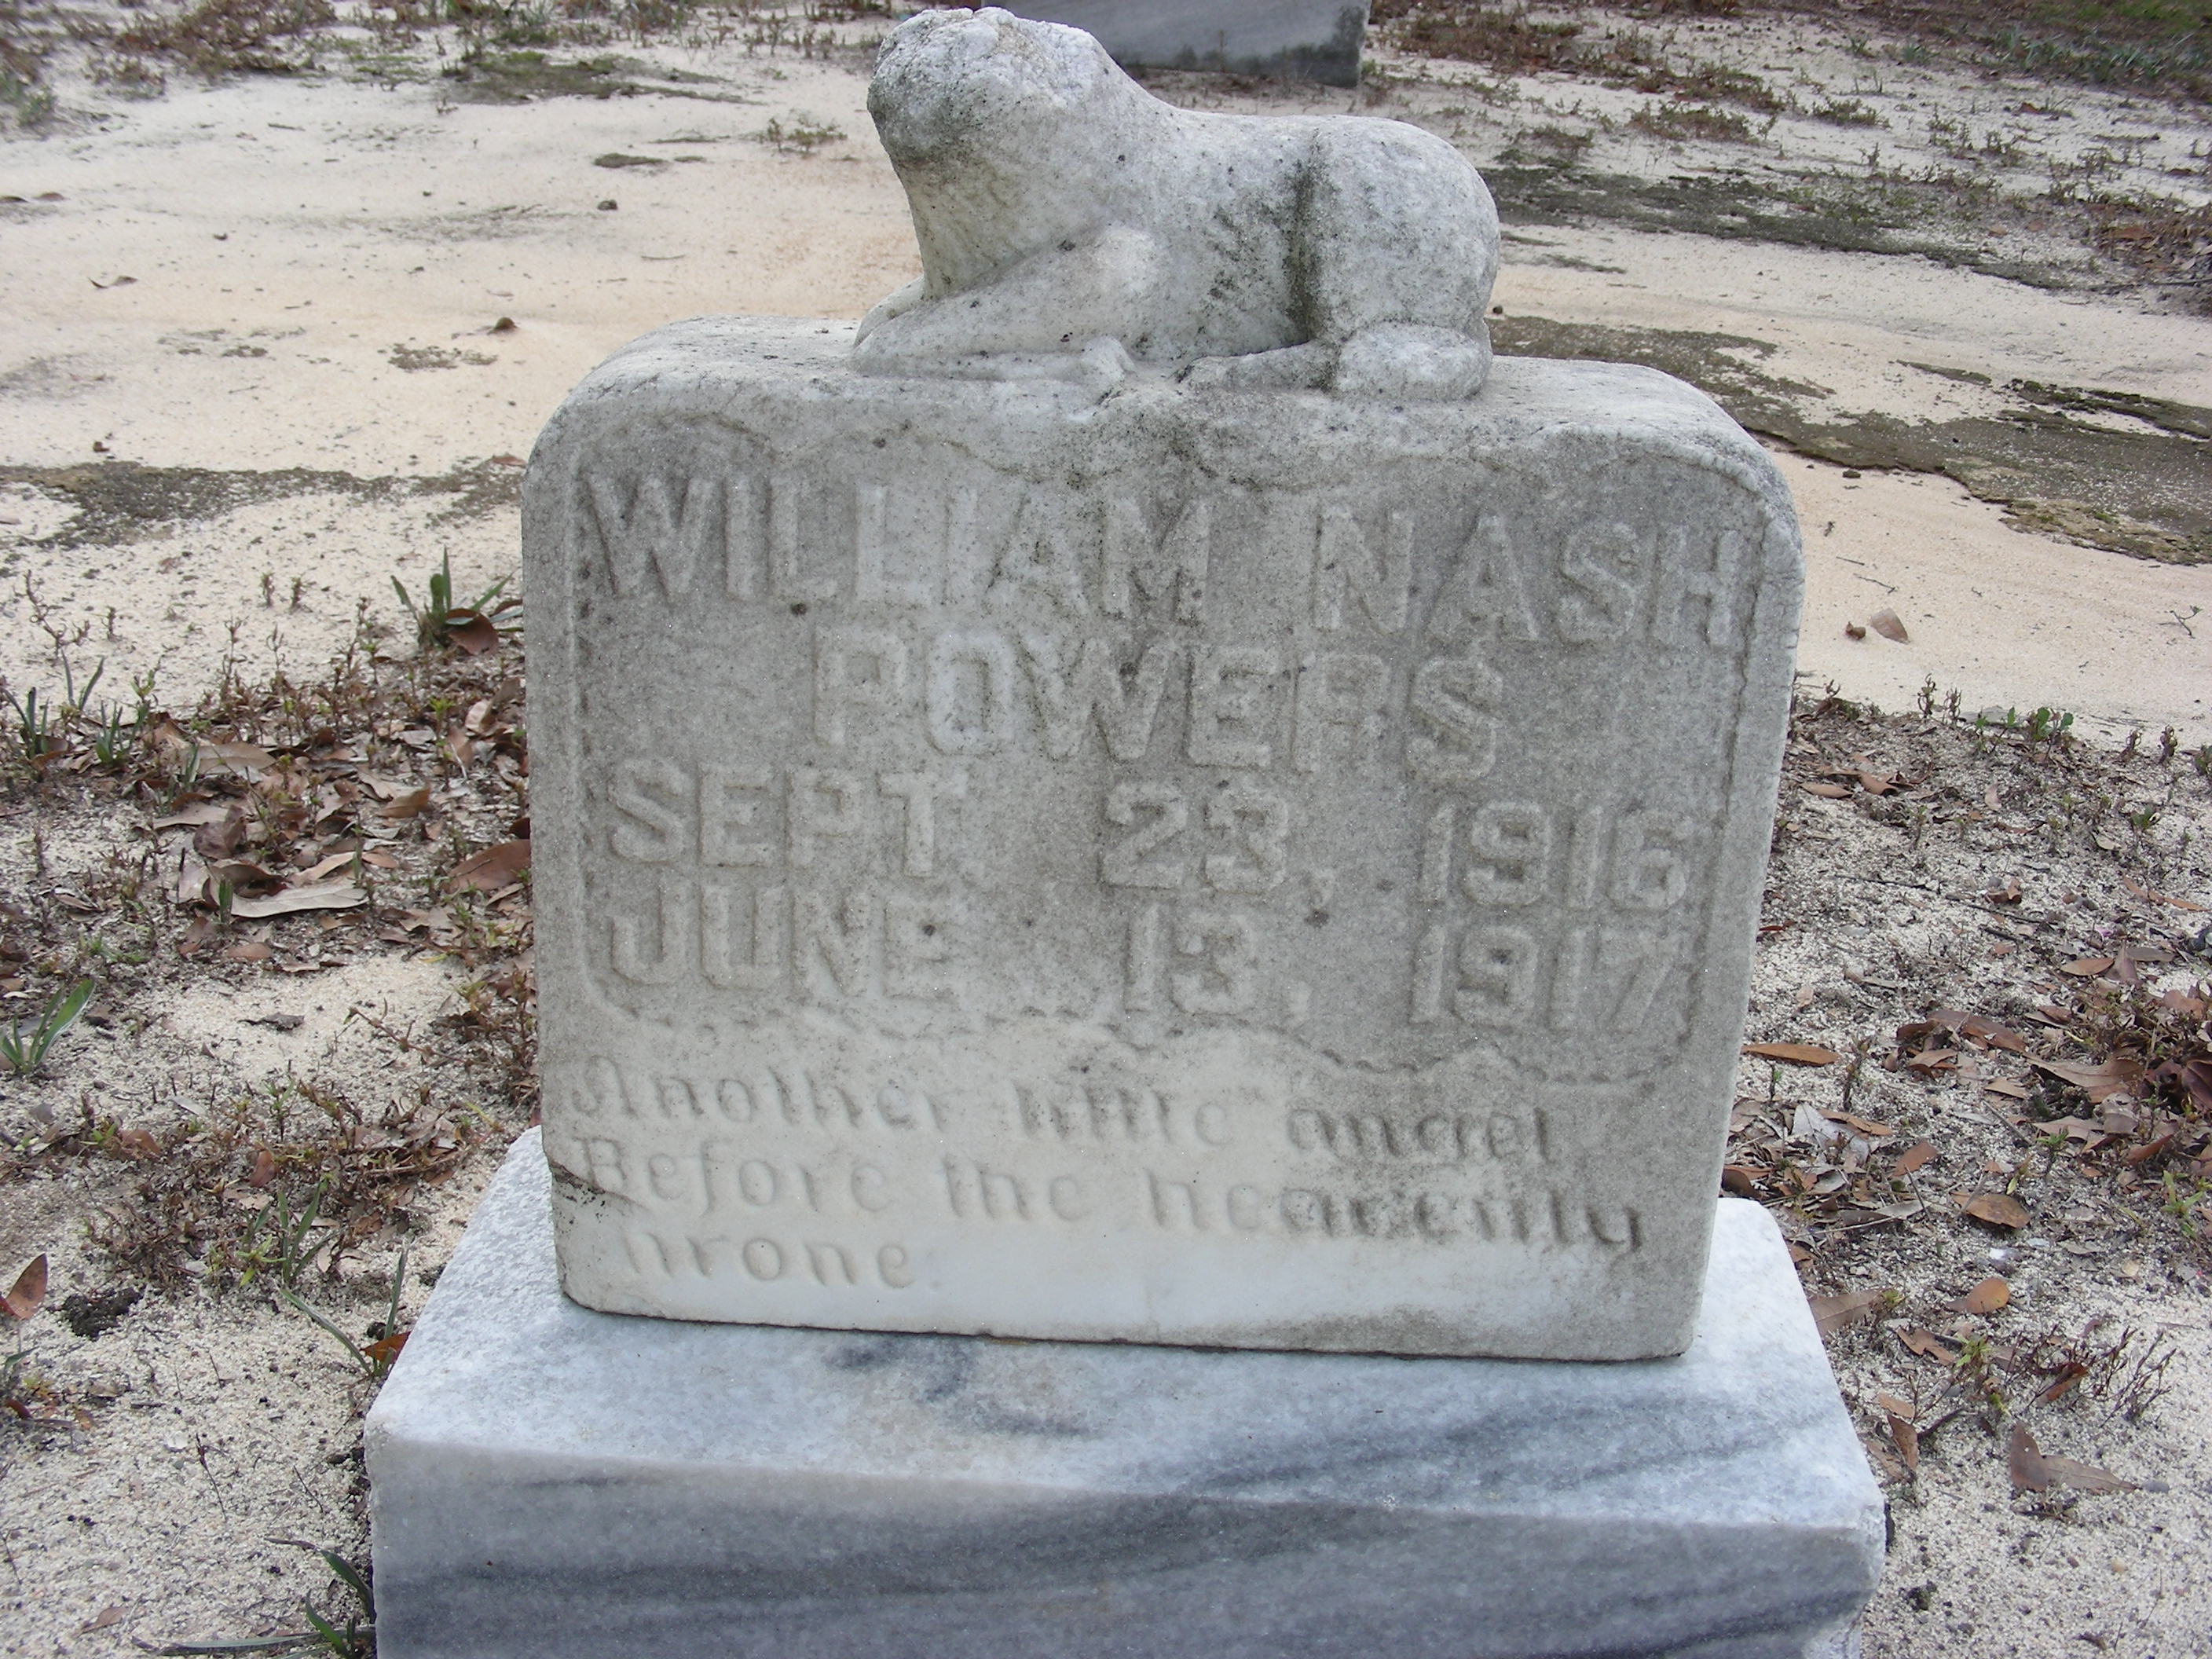 WILLIAM NASH
POWERS
SEPT. 23, 1916
JUNE 13, 1917
Another little angel
Before the heavenly
throne.